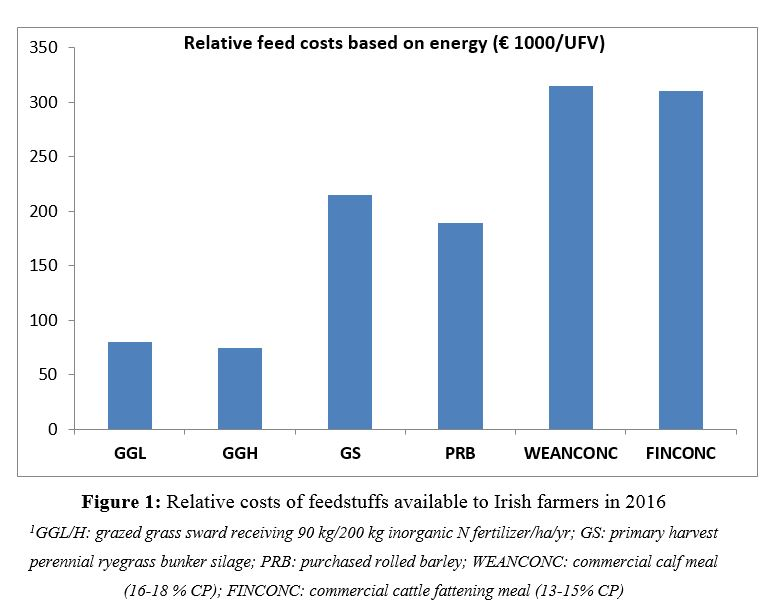 Relative feed costs based on energy (€ 1000/UFV)
350
300
250
200
150
100
50
0
GGL GGH GS PRB WEANCONC FINCONC
Figure 1: Relative costs of feedstuffs available to Irish farmers in 2016
1GGL/H: grazed grass sward receiving 90 kg/200 kg inorganic N fertilizer/ha/yr; GS: primary harvest
perennial ryegrass bunker silage; PRB: purchased rolled barley; WEANCONC: commercial calf meal
(16-18 % CP); FINCONC: commercial cattle fattening meal (13-15% CP)